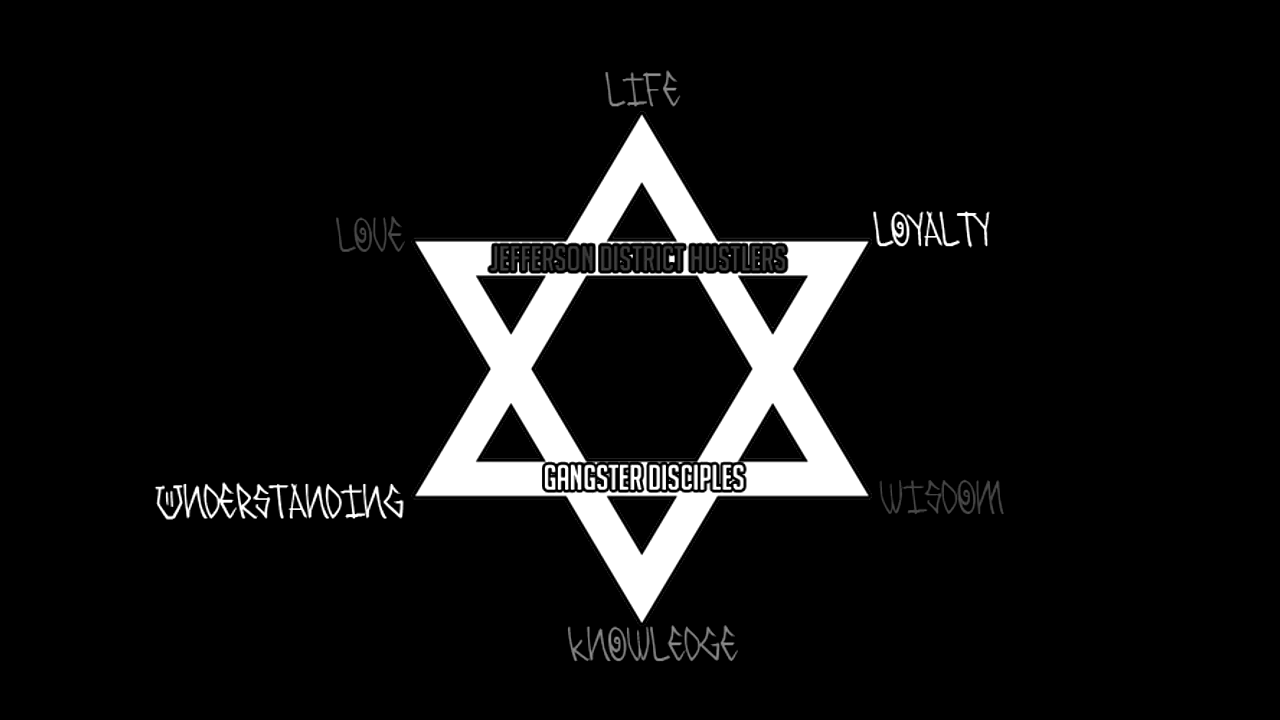 LIFE
LOVE
LOYALTY
JEFFERSON DISTRICT HUSTLERS
GANGSTER DISCIPLES
UNDERSTANDING
WISDOM
KNOWLEDGE